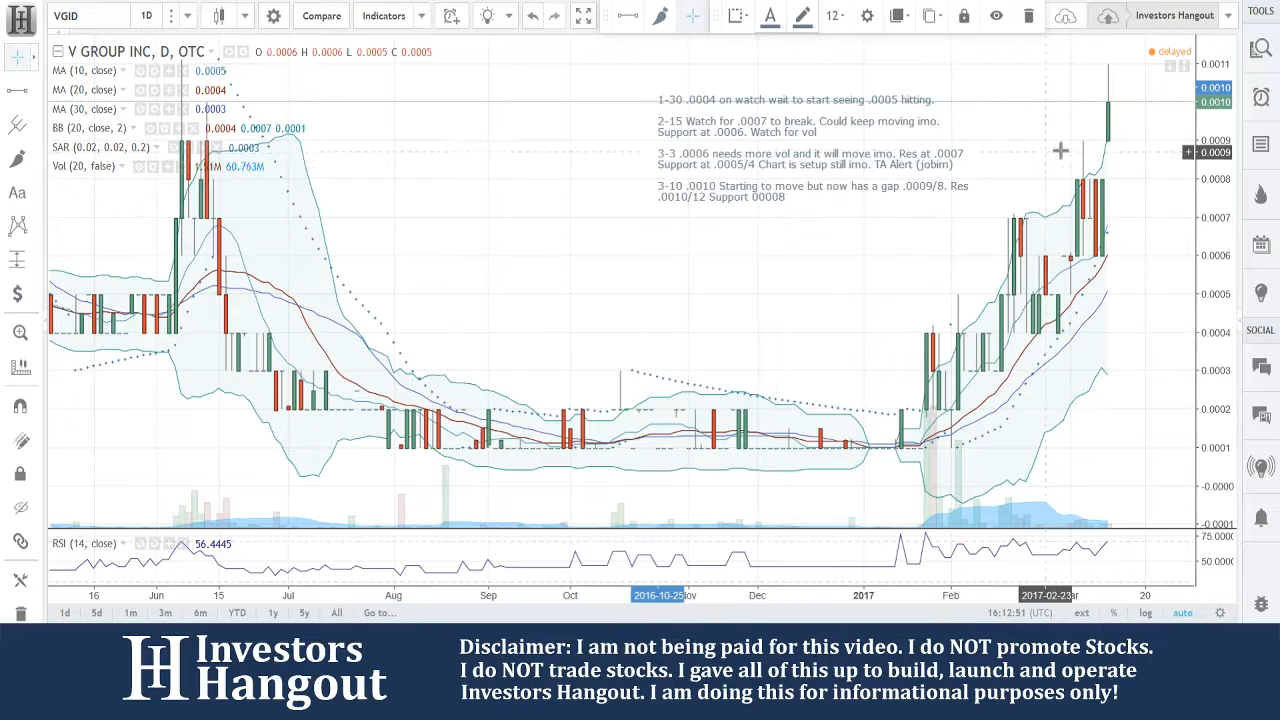 VGID
1D
Compare
Indicators
12
Investors Hangout
TOOLS
V GROUP INC, D, OTC
O 0.0006 H 0.0006 L 0.0005 C 0.0005
MA (10, close) 0.0005
MA (20, close) 0.0004
MA (30, close) 0.0003
BB (20, close, 2) 0.0004 0.0007 0.0001
SAR (0.02, 0.02, 0.2) 0.0003
Vol (20, false) 60.763M
delayed
1-30 .0004 on watch wait to start seeing .0005 hitting.
2-15 Watch for .0007 to break. Could keep moving imo.
Support at .0006. Watch for vol
3-3 .0006 needs more vol and it will move imo. Res at .0007
Support at .0005/4 Chart is setup still imo. TA Alert (jobim)
3-10 .0010 Starting to move but now has a gap .0009/8. Res
.0010/12 Support 00008
0.0011
0.0010
0.0010
0.0009
0.0009
0.0008
0.0007
0.0006
0.0005
0.0004
0.0003
0.0002
0.0001
-0.0000
-0.0001
SOCIAL
RSI (14, close) 56.4445
75.000
50.000
16 Jun 15 Jul Aug Sep Oct 2016-10-25 Nov Dec 2017 Feb 2017-02-23 20
1d 5d 1m 3m 6m YTD 1y 5y All Go to... 16:12:51 (UTC) ext % log auto
Investors
Hangout
Disclaimer: I am not being paid for this video. I do NOT promote Stocks.
I do NOT trade stocks. I gave all of this up to build, launch and operate
Investors Hangout. I am doing this for informational purposes only!